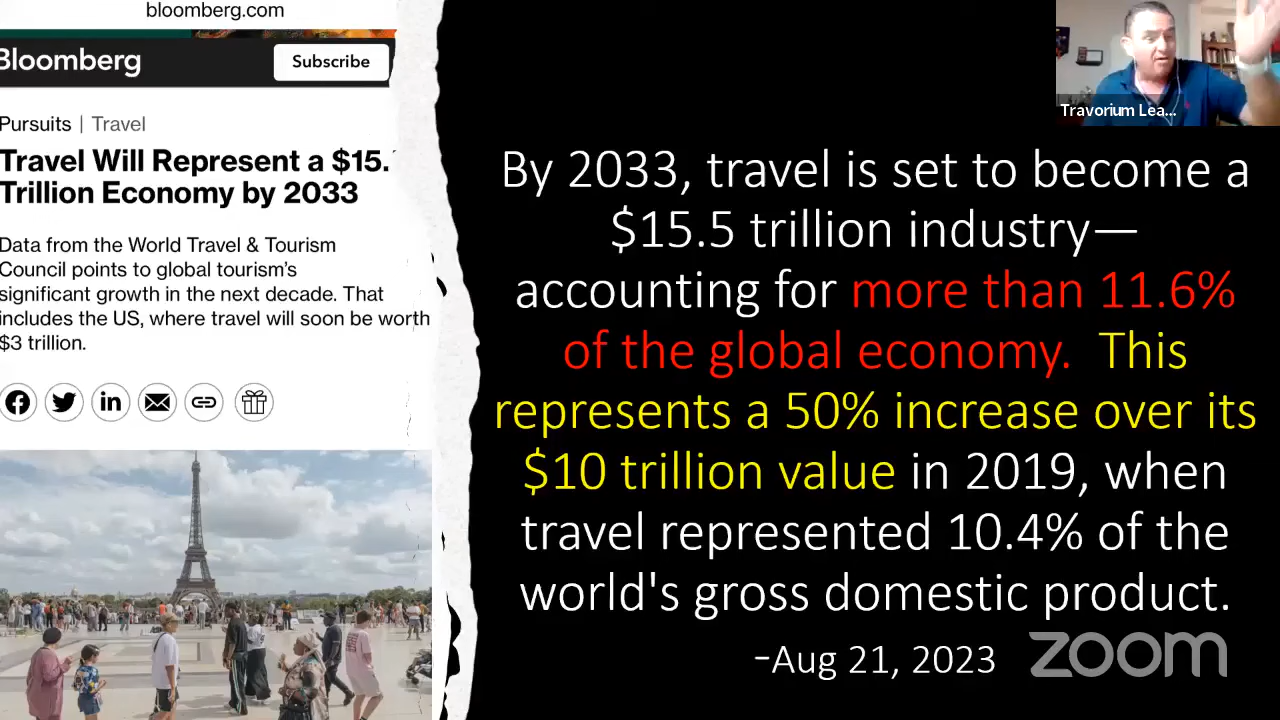 bloomberg.com
Bloomberg
Subscribe
Pursuits | Travel
Travel Will Represent a $15.
Trillion Economy by 2033
Data from the World Travel & Tourism
Council points to global tourism's
significant growth in the next decade. That
includes the US, where travel will soon be worth
$3 trillion.
Travorium Lea...
By 2033, travel is set to become a
$15.5 trillion industry—
accounting for more than 11.6%
of the global economy. This
represents a 50% increase over its
$10 trillion value in 2019, when
travel represented 10.4% of the
world's gross domestic product.
-Aug 21, 2023
zoom